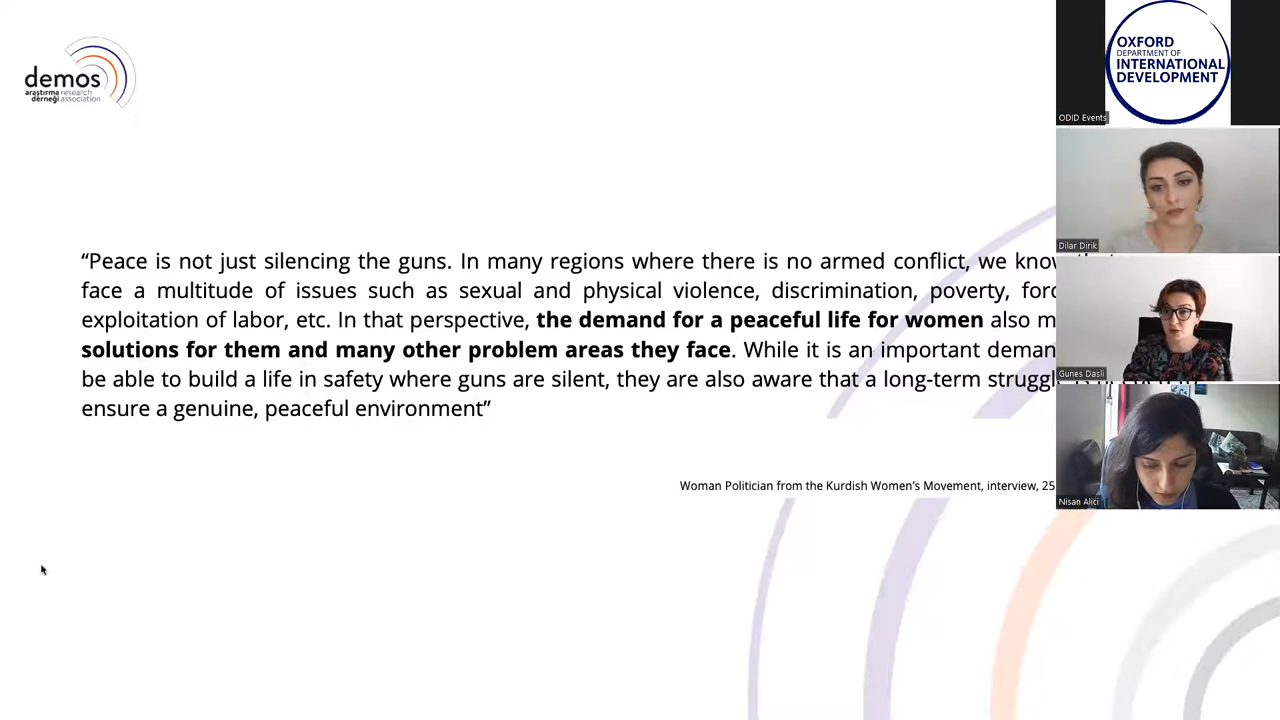 demos
araştırma research
derneği association
“Peace is not just silencing the guns. In many regions where there is no armed conflict, we know
face a multitude of issues such as sexual and physical violence, discrimination, poverty,
exploitation of labor, etc. In that perspective, the demand for a peaceful life for women also
solutions for them and many other problem areas they face. While it is an important
be able to build a life in safety where guns are silent, they are also aware that a long-term
ensure a genuine, peaceful environment”
Woman Politician from the Kurdish Women’s Movement, interview, 25
OXFORD
DEPARTMENT OF
INTERNATIONAL
DEVELOPMENT
ODID Events
Dilar Dirik
Gunes Dasli
Nisan Alici